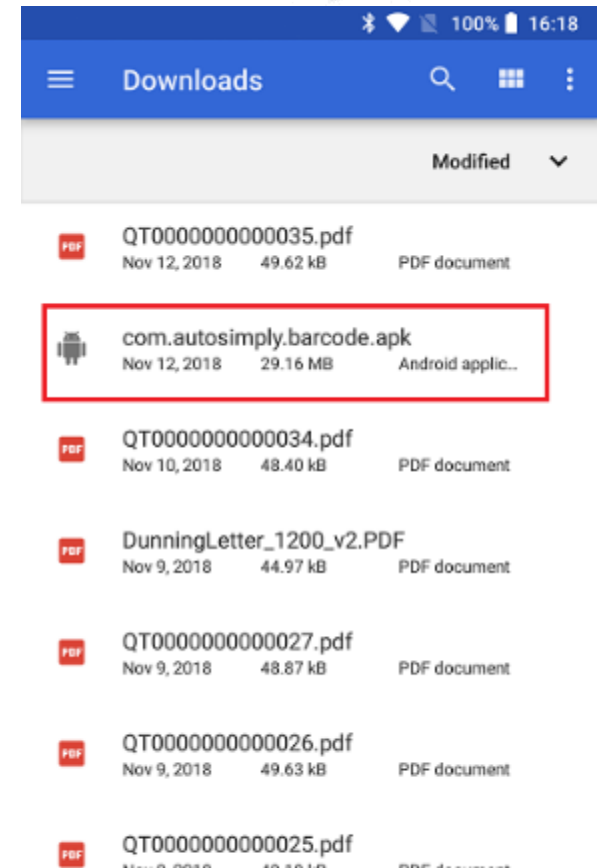 100% 16:18
Downloads
Modified
QT0000000000035.pdf
Nov 12, 2018 49.62 kB PDF document
com.autosimply.barcode.apk
Nov 12, 2018 29.16 MB Android applic...
QT0000000000034.pdf
Nov 10, 2018 48.40 kB PDF document
DunningLetter_1200_v2.PDF
Nov 9, 2018 44.97 kB PDF document
QT0000000000027.pdf
Nov 9, 2018 48.87 kB PDF document
QT0000000000026.pdf
Nov 9, 2018 49.63 kB PDF document
QT0000000000025.pdf